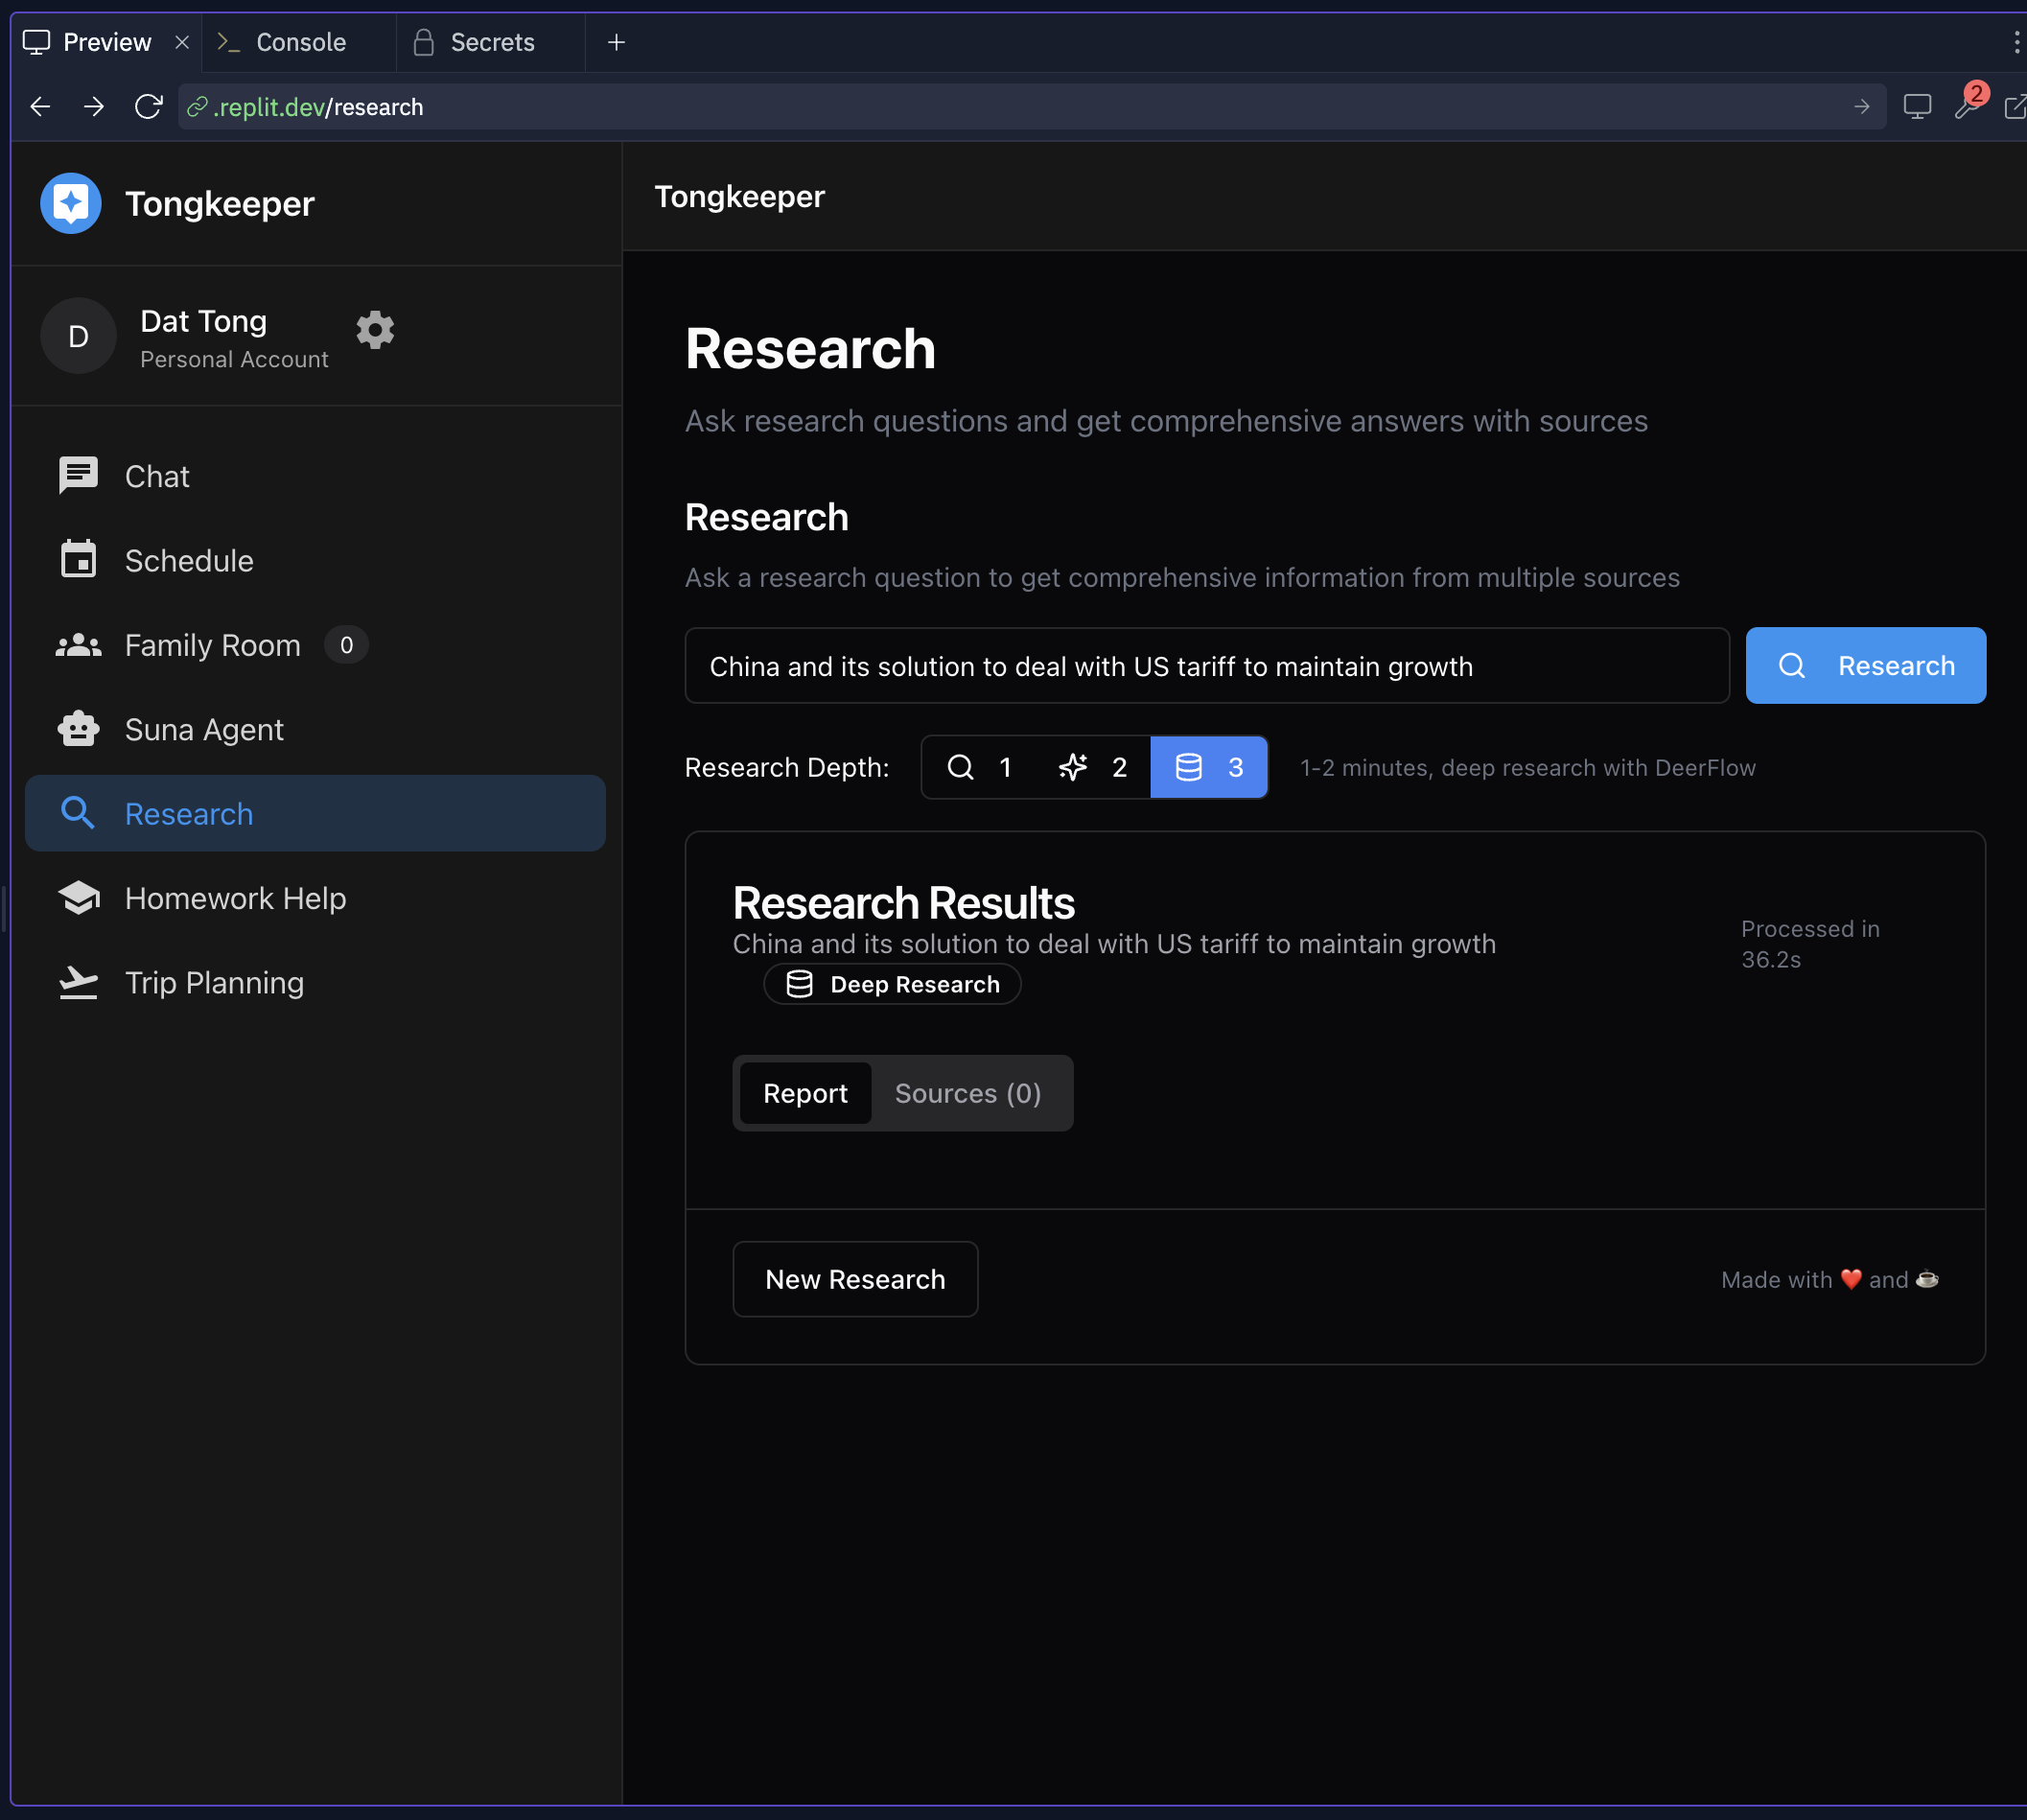 Preview
Console
Secrets
.replit.dev/research
2
Tongkeeper
D
Dat Tong
Personal Account
Chat
Schedule
Family Room 0
Suna Agent
Research
Homework Help
Trip Planning
Tongkeeper
Research
Ask research questions and get comprehensive answers with sources
Research
Ask a research question to get comprehensive information from multiple sources
China and its solution to deal with US tariff to maintain growth
Research
Research Depth: 1 2 3 1-2 minutes, deep research with DeerFlow
Research Results
China and its solution to deal with US tariff to maintain growth
Deep Research
Processed in
36.2s
Report Sources (0)
New Research
Made with ❤️ and ☕